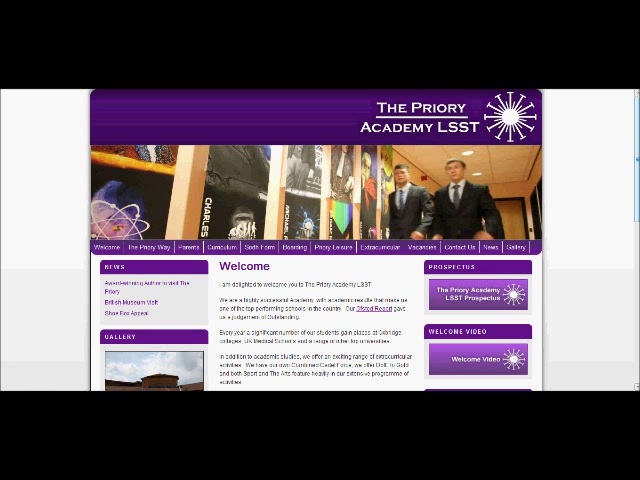 THE PRIORY
ACADEMY LSST
CHARLES
MICHAEL
Welcome
The Priory Way
Parents
Curriculum
Sixth Form
Boarding
Priory Leisure
Extracurricular
Vacancies
Contact Us
News
Gallery
NEWS
Award-winning Author to visit The
Priory
British Museum Visit
Shoe Box Appeal
GALLERY
Welcome
I am delighted to welcome you to The Priory Academy LSST.
We are a highly successful Academy, with academic results that make us
one of the top performing schools in the country. Our Ofsted Report gave
us a judgement of Outstanding.
Every year a significant number of our students gain places at Oxbridge
colleges, UK Medical Schools and a range of other top universities.
In addition to academic studies, we offer an exciting range of extracurricular
activities. We have our own Combined Cadet Force, we offer DofE to Gold
and both Sport and The Arts feature heavily in our extensive programme of
activities.
PROSPECTUS
The Priory Academy
LSST Prospectus
WELCOME VIDEO
Welcome Video